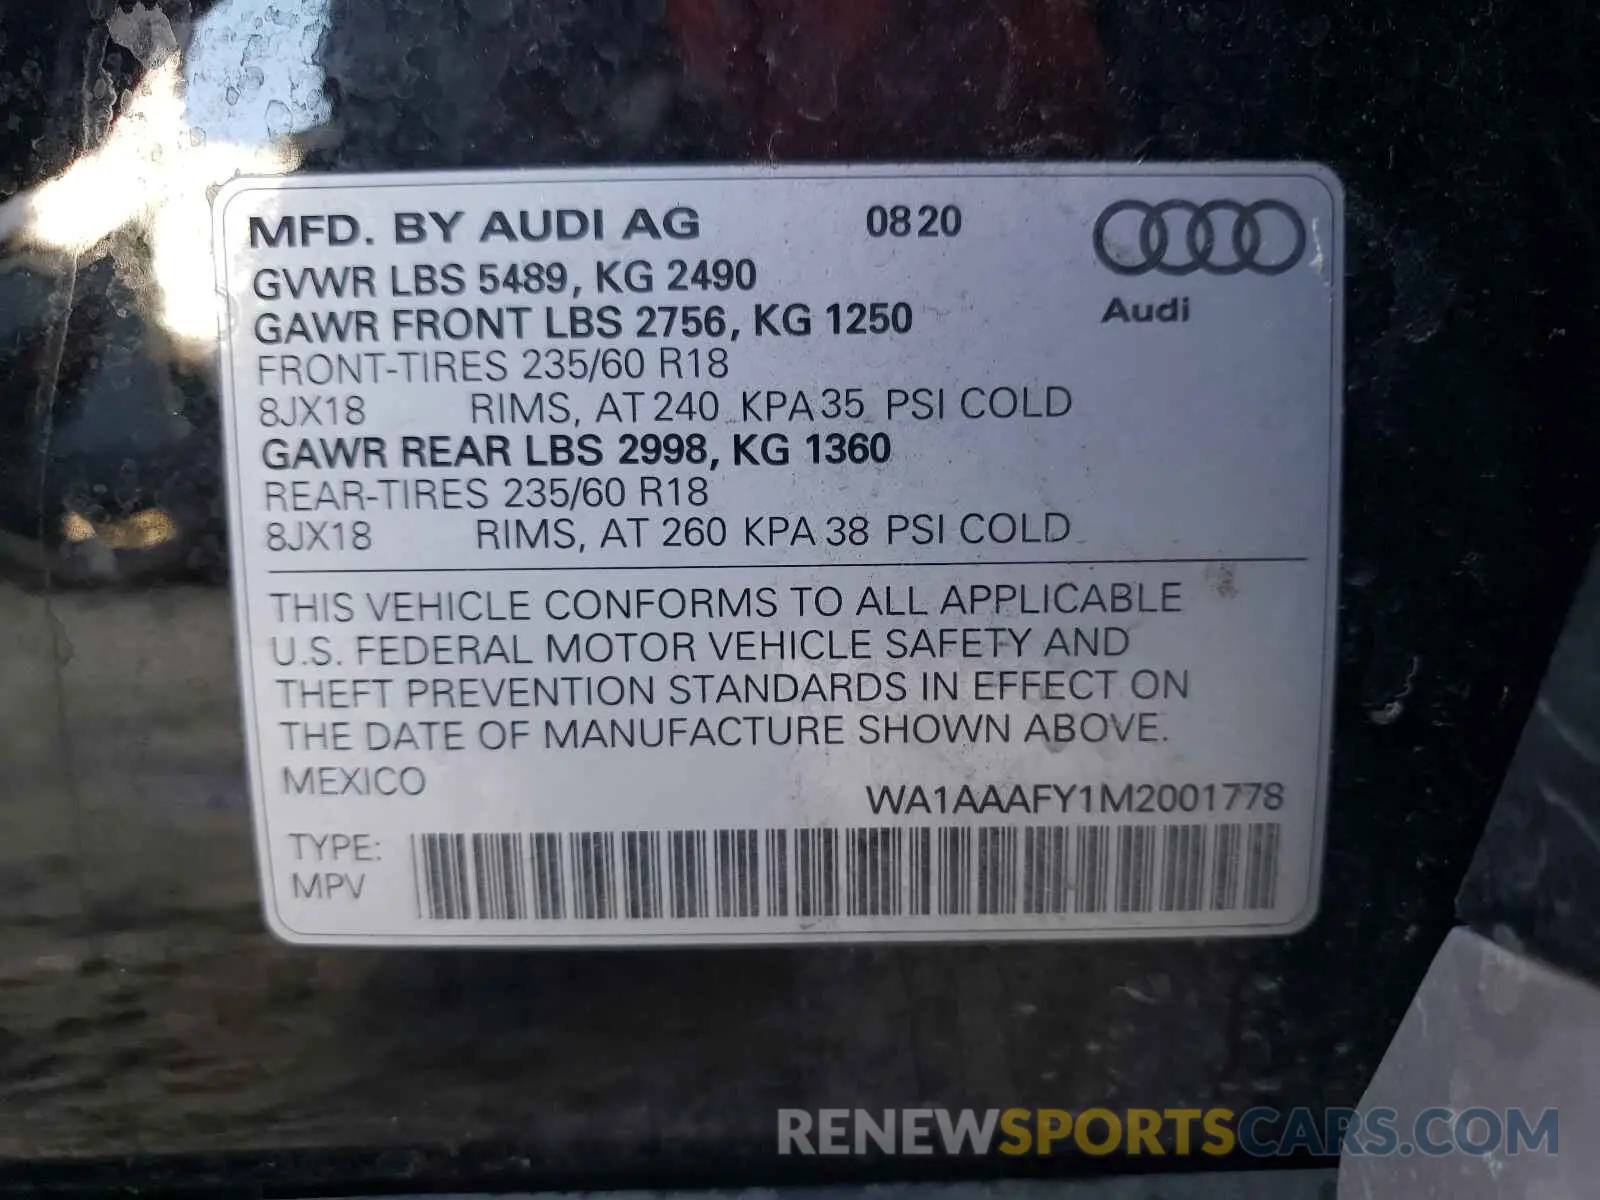 MFD. BY AUDI AG 0820
GVWR LBS 5489, KG 2490
GAWR FRONT LBS 2756, KG 1250
Audi
FRONT-TIRES 235/60 R18
8JX18 RIMS, AT 240 KPA 35 PSI COLD
GAWR REAR LBS 2998, KG 1360
REAR-TIRES 235/60 R18
8JX18 RIMS, AT 260 KPA 38 PSI COLD
THIS VEHICLE CONFORMS TO ALL APPLICABLE
U.S. FEDERAL MOTOR VEHICLE SAFETY AND
THEFT PREVENTION STANDARDS IN EFFECT ON
THE DATE OF MANUFACTURE SHOWN ABOVE.
MEXICO
WA1AAAFY1M2001778
TYPE:
MPV
RENEWSPORTSCARS.COM